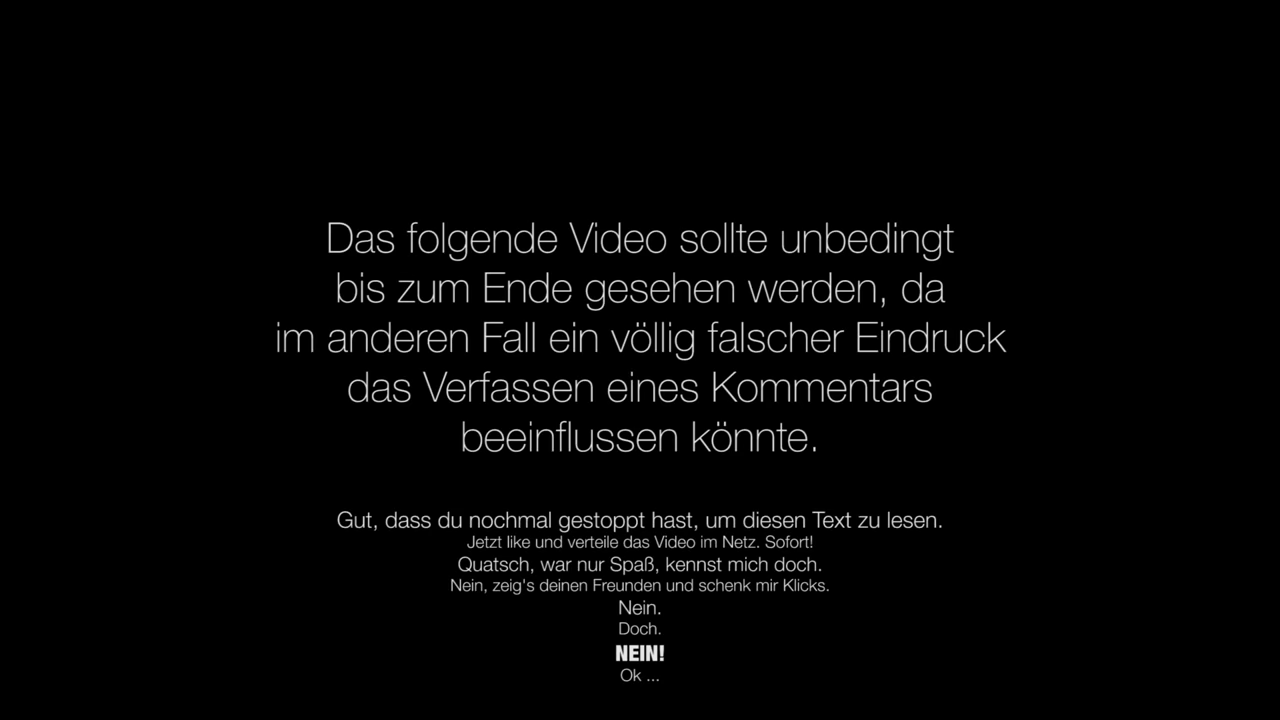 Das folgende Video sollte unbedingt
bis zum Ende gesehen werden, da
im anderen Fall ein völlig falscher Eindruck
das Verfassen eines Kommentars
beeinflussen könnte.
Gut, dass du nochmal gestoppt hast, um diesen Text zu lesen.
Jetzt like und verteile das Video im Netz. Sofort!
Quatsch, war nur Spaß, kennst mich doch.
Nein, zeig's deinen Freunden und schenk mir Klicks.
Nein.
Doch.
NEIN!
Ok ...